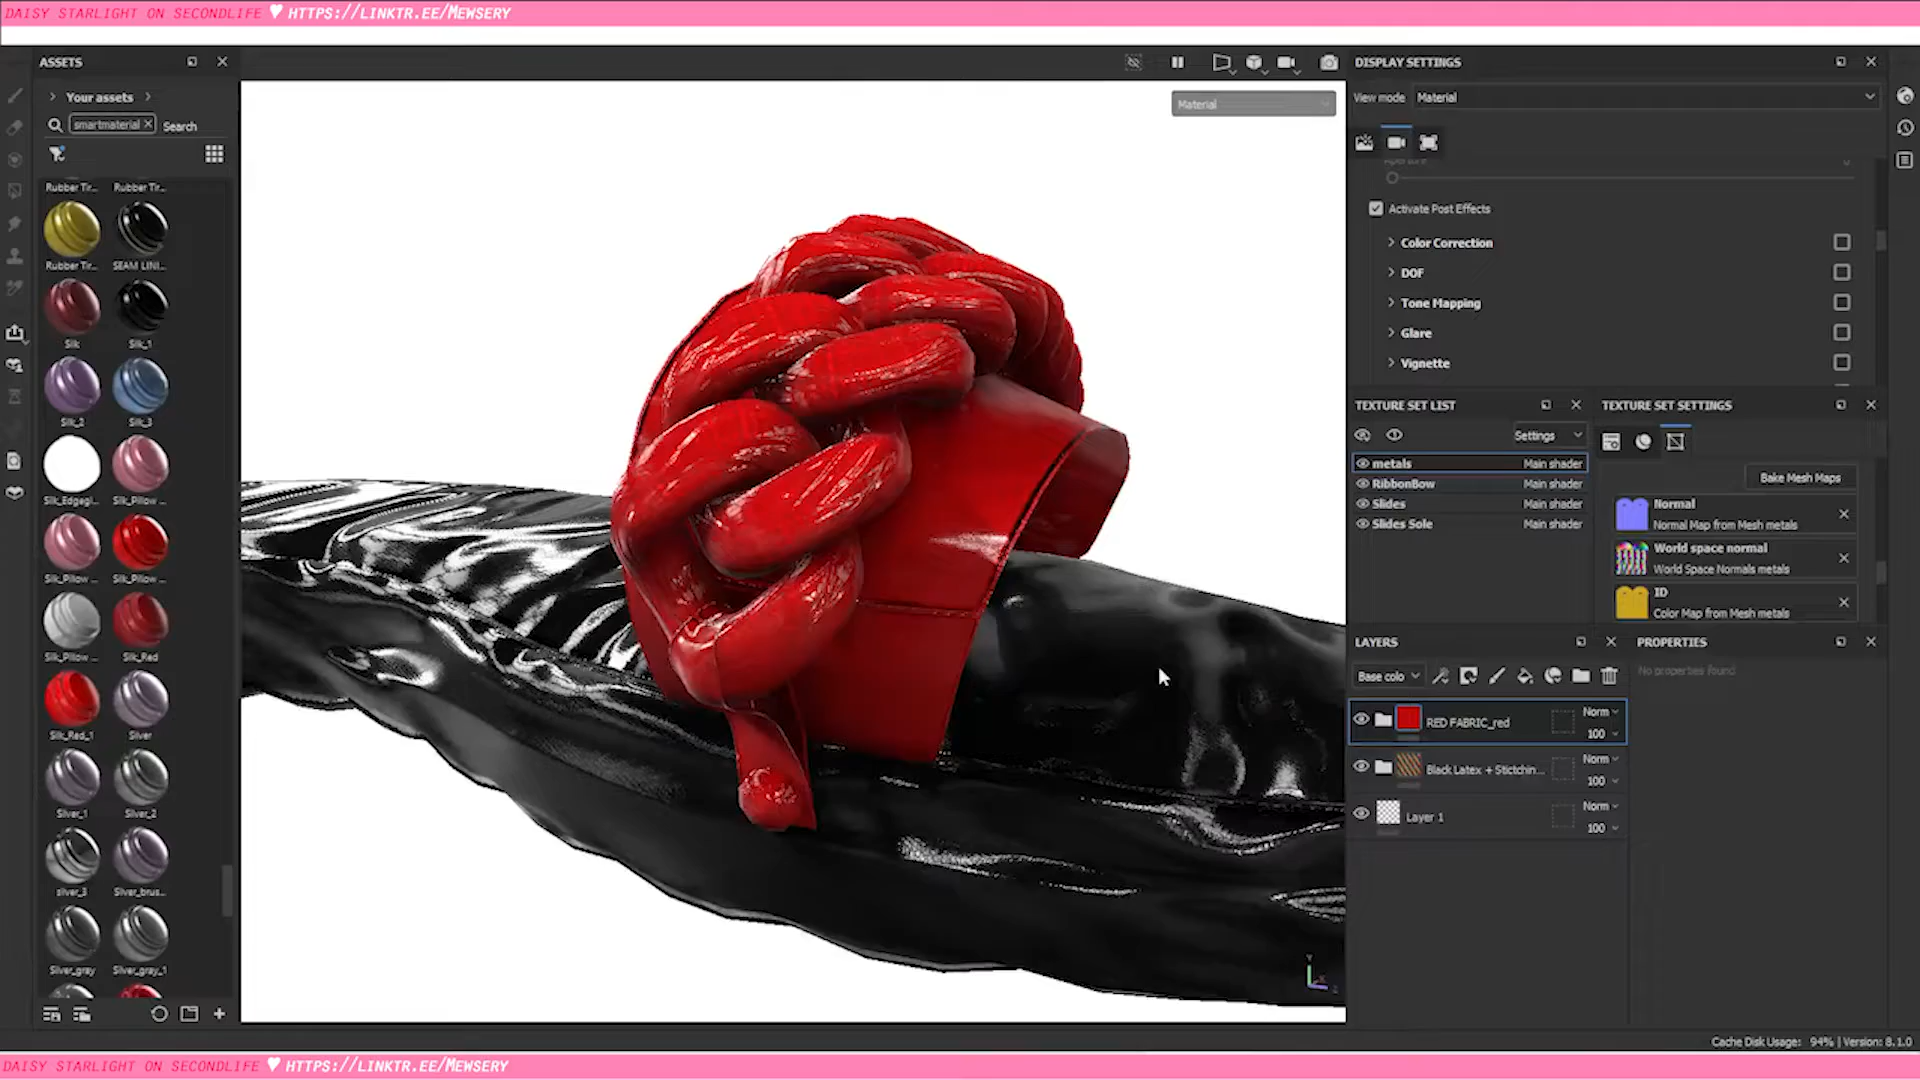 DAISY STARLIGHT ON SECONDLIFE ♥ HTTPS://LINKTR.EE/MEWSERY
ASSETS
Your assets
smartmaterial
Search
Rubber Tir...
Rubber Tir...
Rubber Tir...
SEAM LINI...
Silk
Silk_1
Silk_2
Silk_3
Silk_Edgegl...
Silk_Pillow ...
Silk_Pillow ...
Silk_Pillow ...
Silk_Pillow ...
Silk_Red
Silk_Red_1
Silver
Silver_1
Silver_2
silver_3
Silver_brus...
Silver_gray
Silver_gray_1
Material
DISPLAY SETTINGS
View mode
Material
Aperture
0
Activate Post Effects
Color Correction
DOF
Tone Mapping
Glare
Vignette
TEXTURE SET LIST
Settings
metals Main shader
RibbonBow Main shader
Slides Main shader
Slides Sole Main shader
TEXTURE SET SETTINGS
Bake Mesh Maps
Normal
Normal Map from Mesh metals
World space normal
World Space Normals metals
ID
Color Map from Mesh metals
LAYERS
Base colo
RED FABRIC_red
Norm
100
Black Latex + Stictchin...
Norm
100
Layer 1
Norm
100
PROPERTIES
No properties found
Y
Cache Disk Usage: 94% | Version: 8.1.0
DAISY STARLIGHT ON SECONDLIFE ♥ HTTPS://LINKTR.EE/MEWSERY